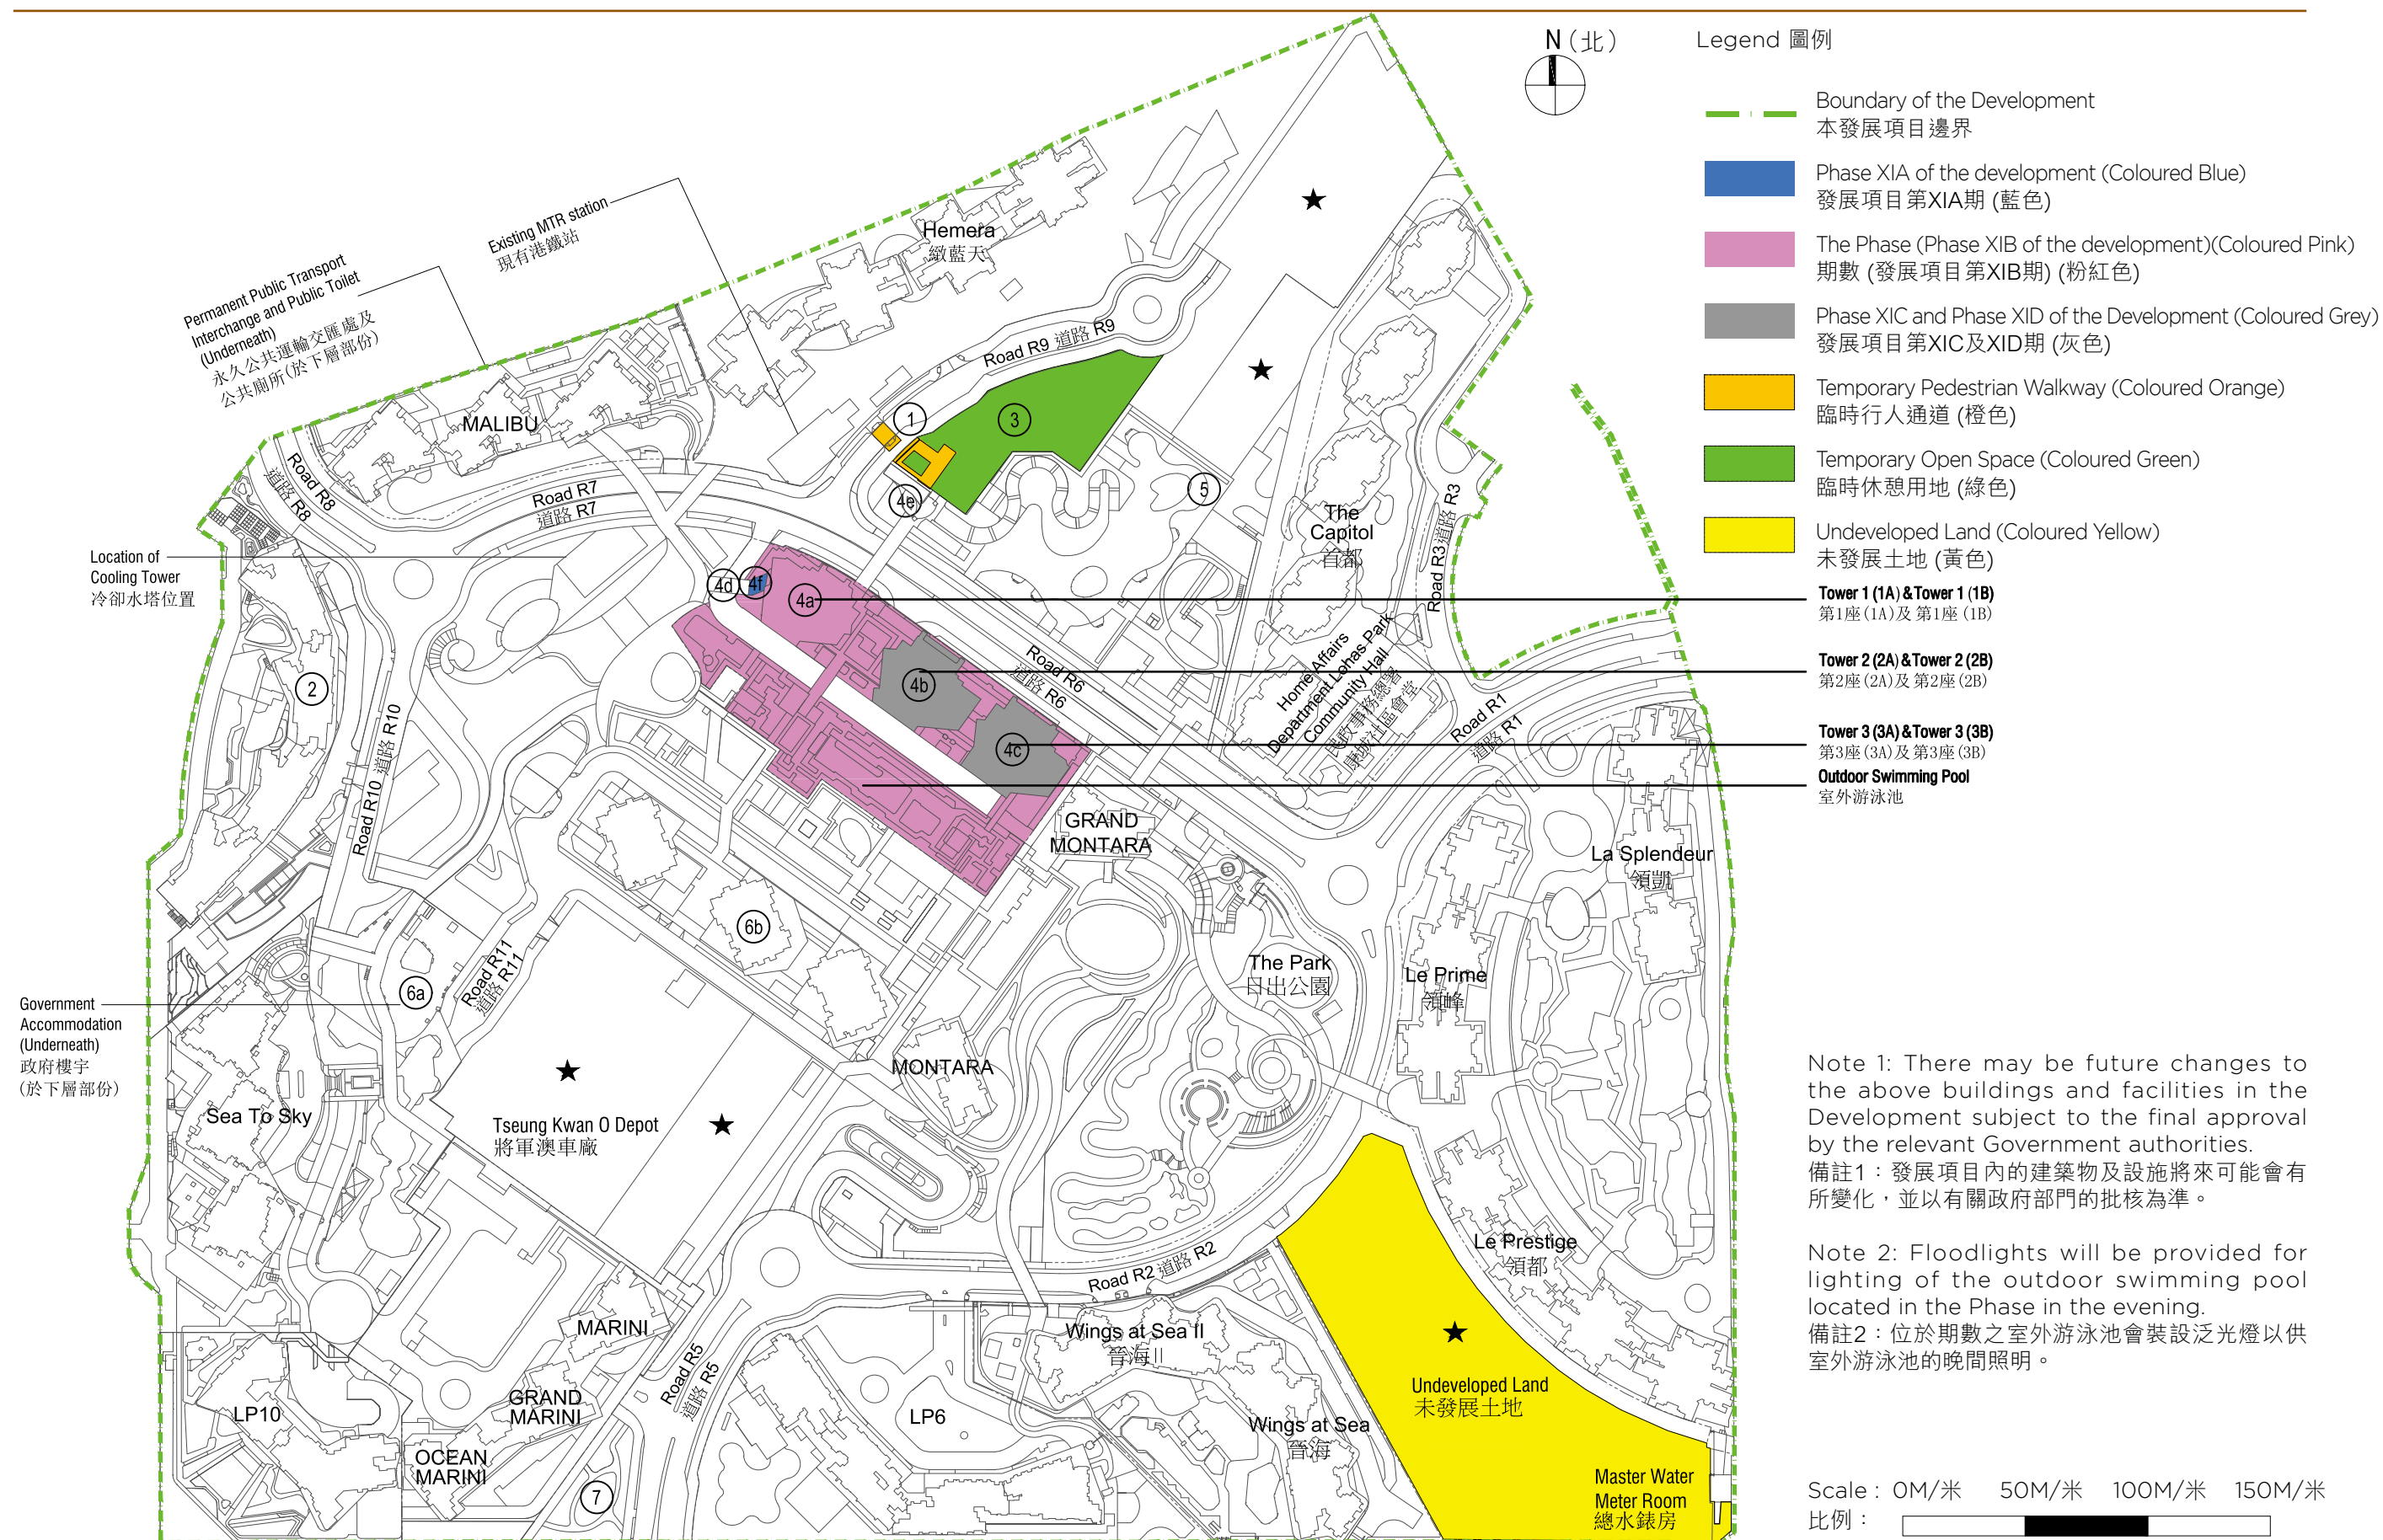 N(北)
Legend 圖例
Boundary of the Development
本發展項目邊界
Phase XIA of the development (Coloured Blue)
發展項目第XIA期 (藍色)
The Phase (Phase XIB of the development)(Coloured Pink)
期數 (發展項目第XIB期) (粉紅色)
Phase XIC and Phase XID of the Development (Coloured Grey)
發展項目第XIC及XID期 (灰色)
Temporary Pedestrian Walkway (Coloured Orange)
臨時行人通道 (橙色)
Temporary Open Space (Coloured Green)
臨時休憩用地 (綠色)
Undeveloped Land (Coloured Yellow)
未發展土地 (黃色)
Tower 1 (1A) & Tower 1 (1B)
第1座(1A)及第1座(1B)
Tower 2 (2A) & Tower 2 (2B)
第2座(2A)及第2座(2B)
Tower 3 (3A) & Tower 3 (3B)
第3座(3A)及第3座(3B)
Outdoor Swimming Pool
室外游泳池
Existing MTR station
現有港鐵站
Permanent Public Transport
Interchange and Public Toilet
(Underneath)
永久公共運輸交匯處及
公共廁所(於下層部份)
Hemera
緻藍天
MALIBU
Road R9 道路 R9
1
3
4e
5
Road R8
道路 R8
Road R7
道路 R7
The
Capitol
首都
Road R3 道路 R3
Location of
Cooling Tower
冷卻水塔位置
4d
4f
4a
4b
4c
2
Road R6
道路 R6
Home Affairs
Department Lohas Park
Community Hall
民政事務總署
康城社區會堂
Road R1
道路 R1
Road R10 道路 R10
GRAND
MONTARA
La Splendeur
領凱
6b
The Park
日出公園
Le Prime
領峰
Road R11
道路 R11
6a
Government
Accommodation
(Underneath)
政府樓宇
(於下層部份)
MONTARA
Sea To Sky
Tseung Kwan O Depot
將軍澳車廠
Le Prestige
領都
Road R2 道路 R2
MARINI
Wings at Sea II
晉海II
Road R5
道路 R5
GRAND
MARINI
LP10
LP6
Undeveloped Land
未發展土地
Wings at Sea
晉海
OCEAN
MARINI
7
Master Water
Meter Room
總水錶房
Note 1: There may be future changes to
the above buildings and facilities in the
Development subject to the final approval
by the relevant Government authorities.
備註1：發展項目內的建築物及設施將來可能會有
所變化，並以有關政府部門的批核為準。
Note 2: Floodlights will be provided for
lighting of the outdoor swimming pool
located in the Phase in the evening.
備註2：位於期數之室外游泳池會裝設泛光燈以供
室外游泳池的晚間照明。
Scale : 0M/米 50M/米 100M/米 150M/米
比例 :